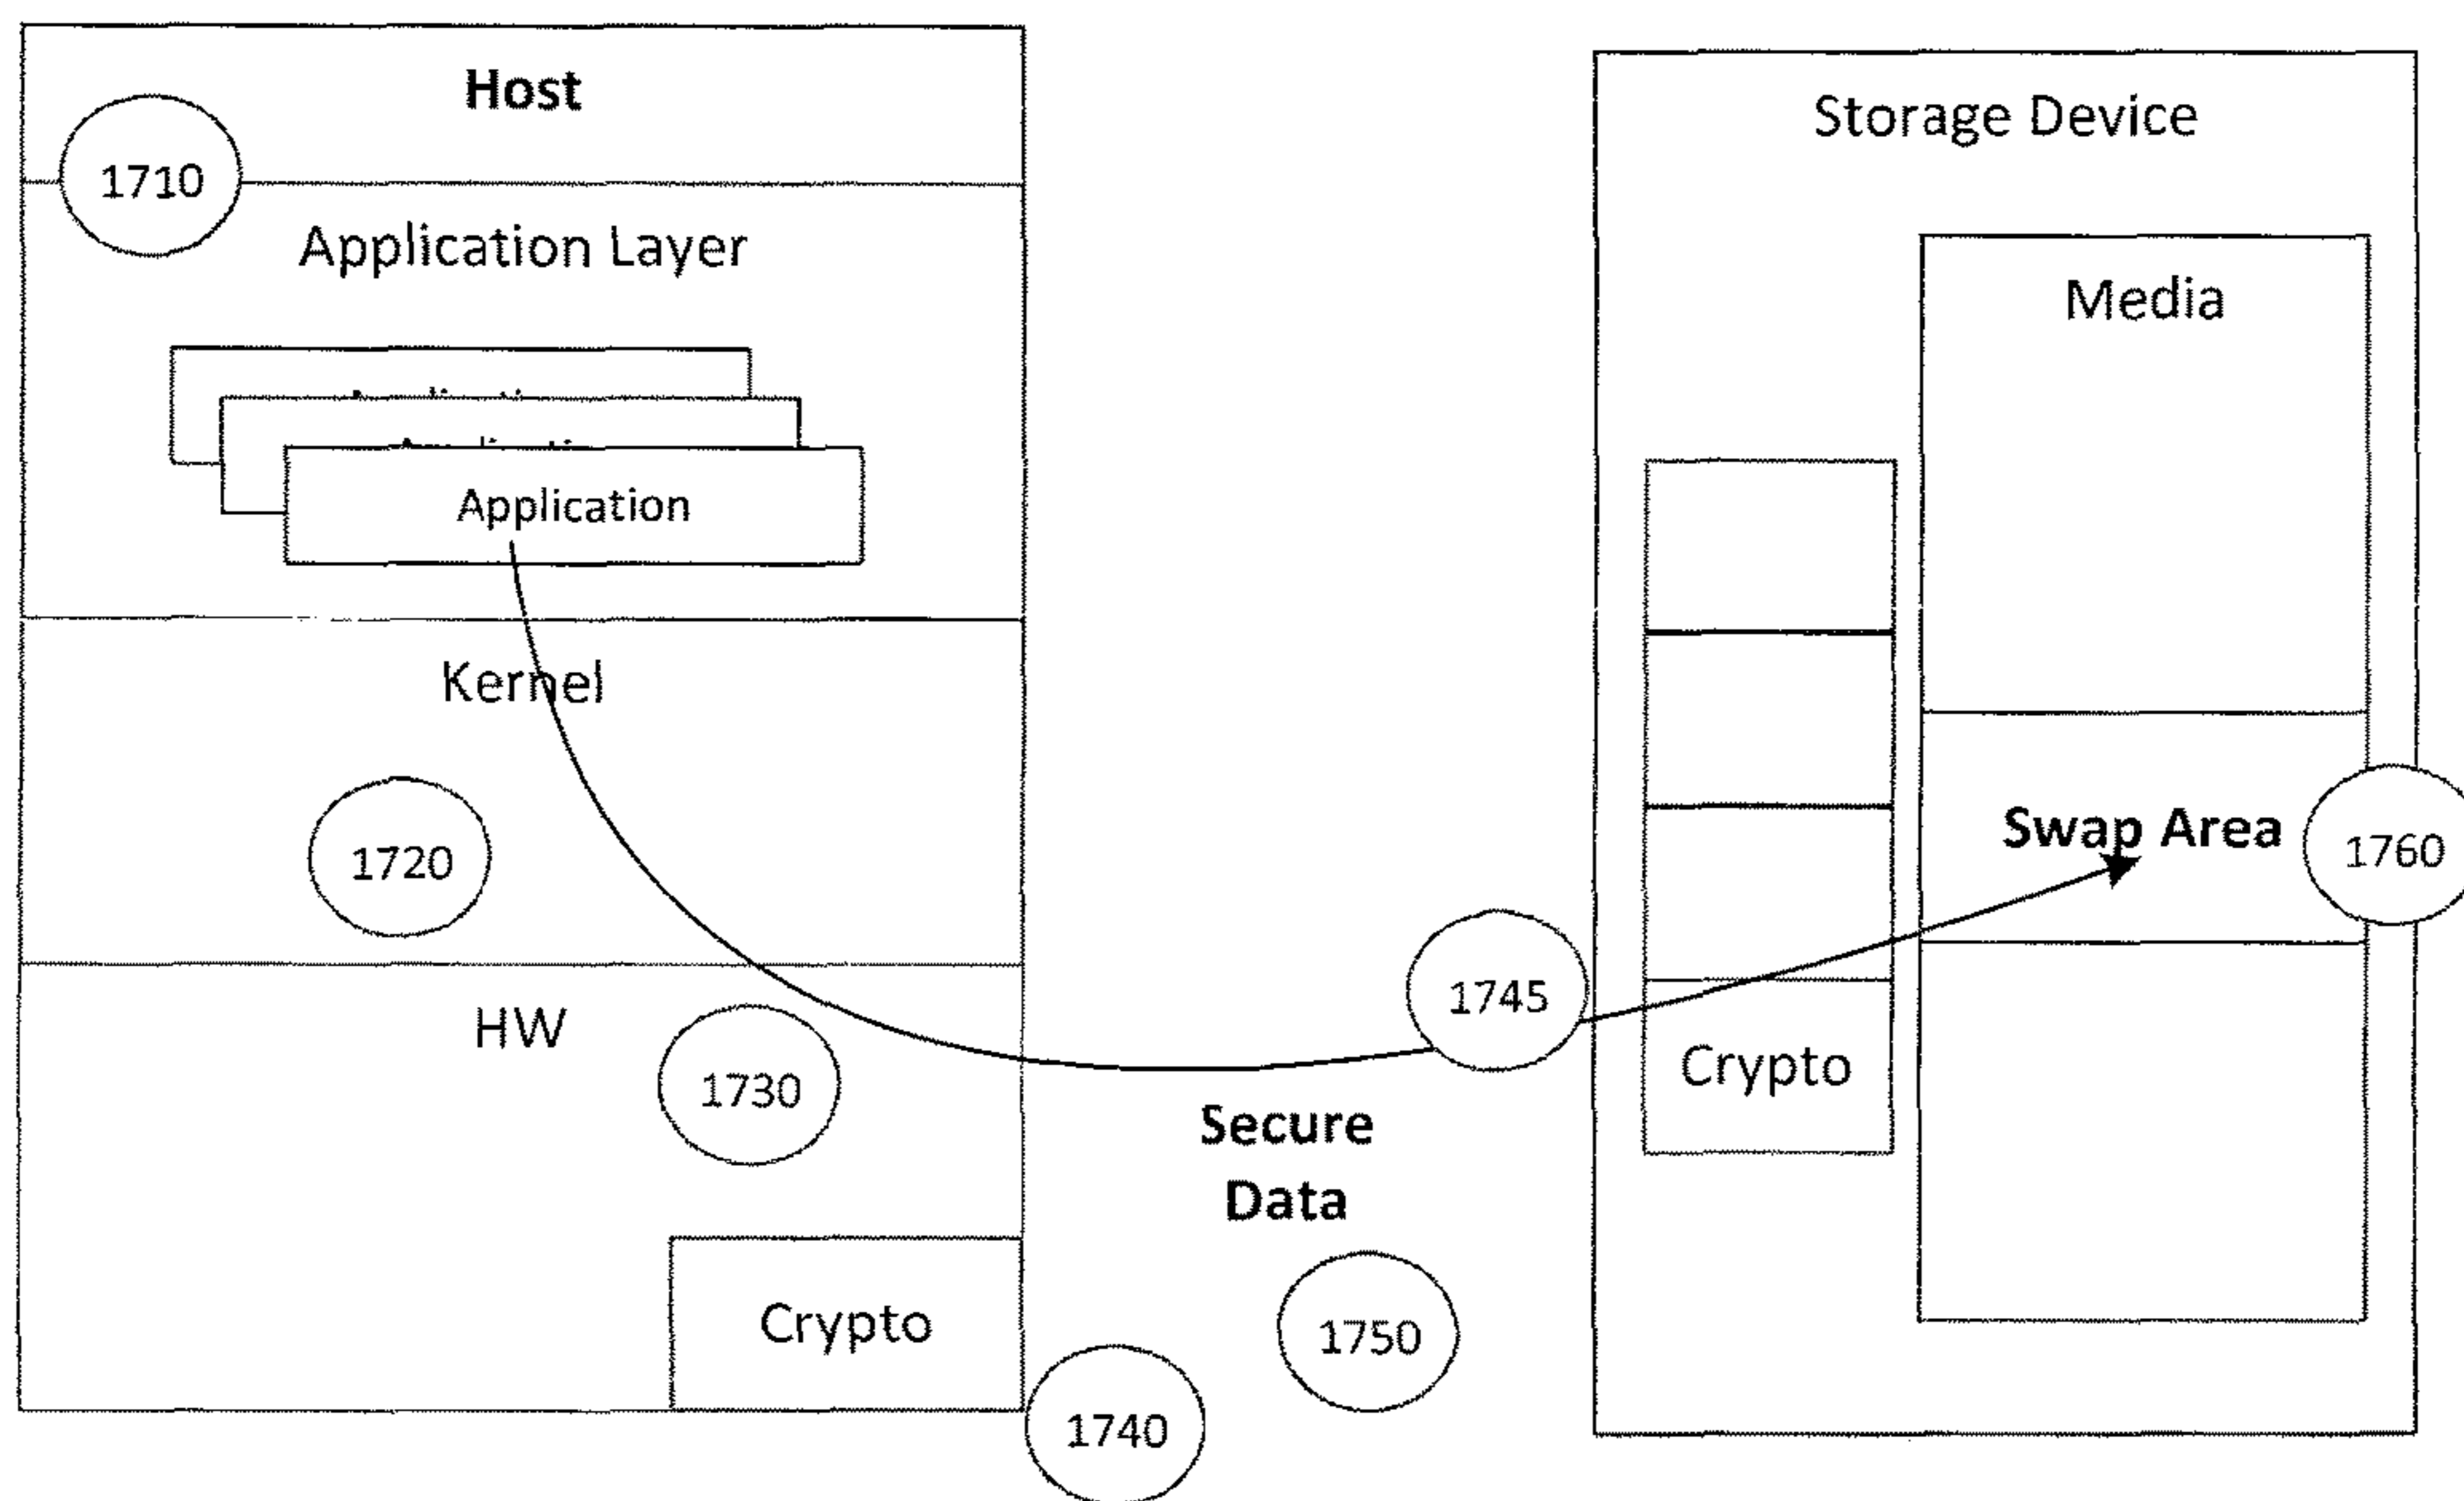 Host
1710
Application Layer
Application
Kernel
1720
HW
1730
Crypto
1740
Secure
Data
1750
1745
Storage Device
Media
Swap Area
1760
Crypto